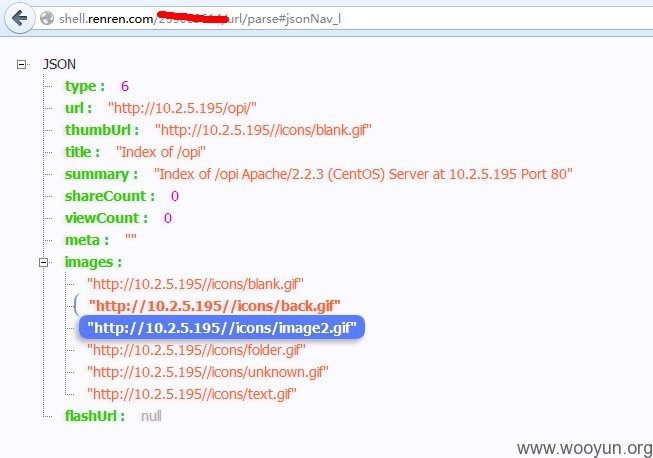 shell.renren.com/url/parse#jsonNav_l
JSON
type : 6
url : "http://10.2.5.195/opi/"
thumbUrl : "http://10.2.5.195//icons/blank.gif"
title : "Index of /opi"
summary : "Index of /opi Apache/2.2.3 (CentOS) Server at 10.2.5.195 Port 80"
shareCount : 0
viewCount : 0
meta : ""
images :
"http://10.2.5.195//icons/blank.gif"
"http://10.2.5.195//icons/back.gif"
"http://10.2.5.195//icons/image2.gif"
"http://10.2.5.195//icons/folder.gif"
"http://10.2.5.195//icons/unknown.gif"
"http://10.2.5.195//icons/text.gif"
flashUrl : null
www.wooyun.org